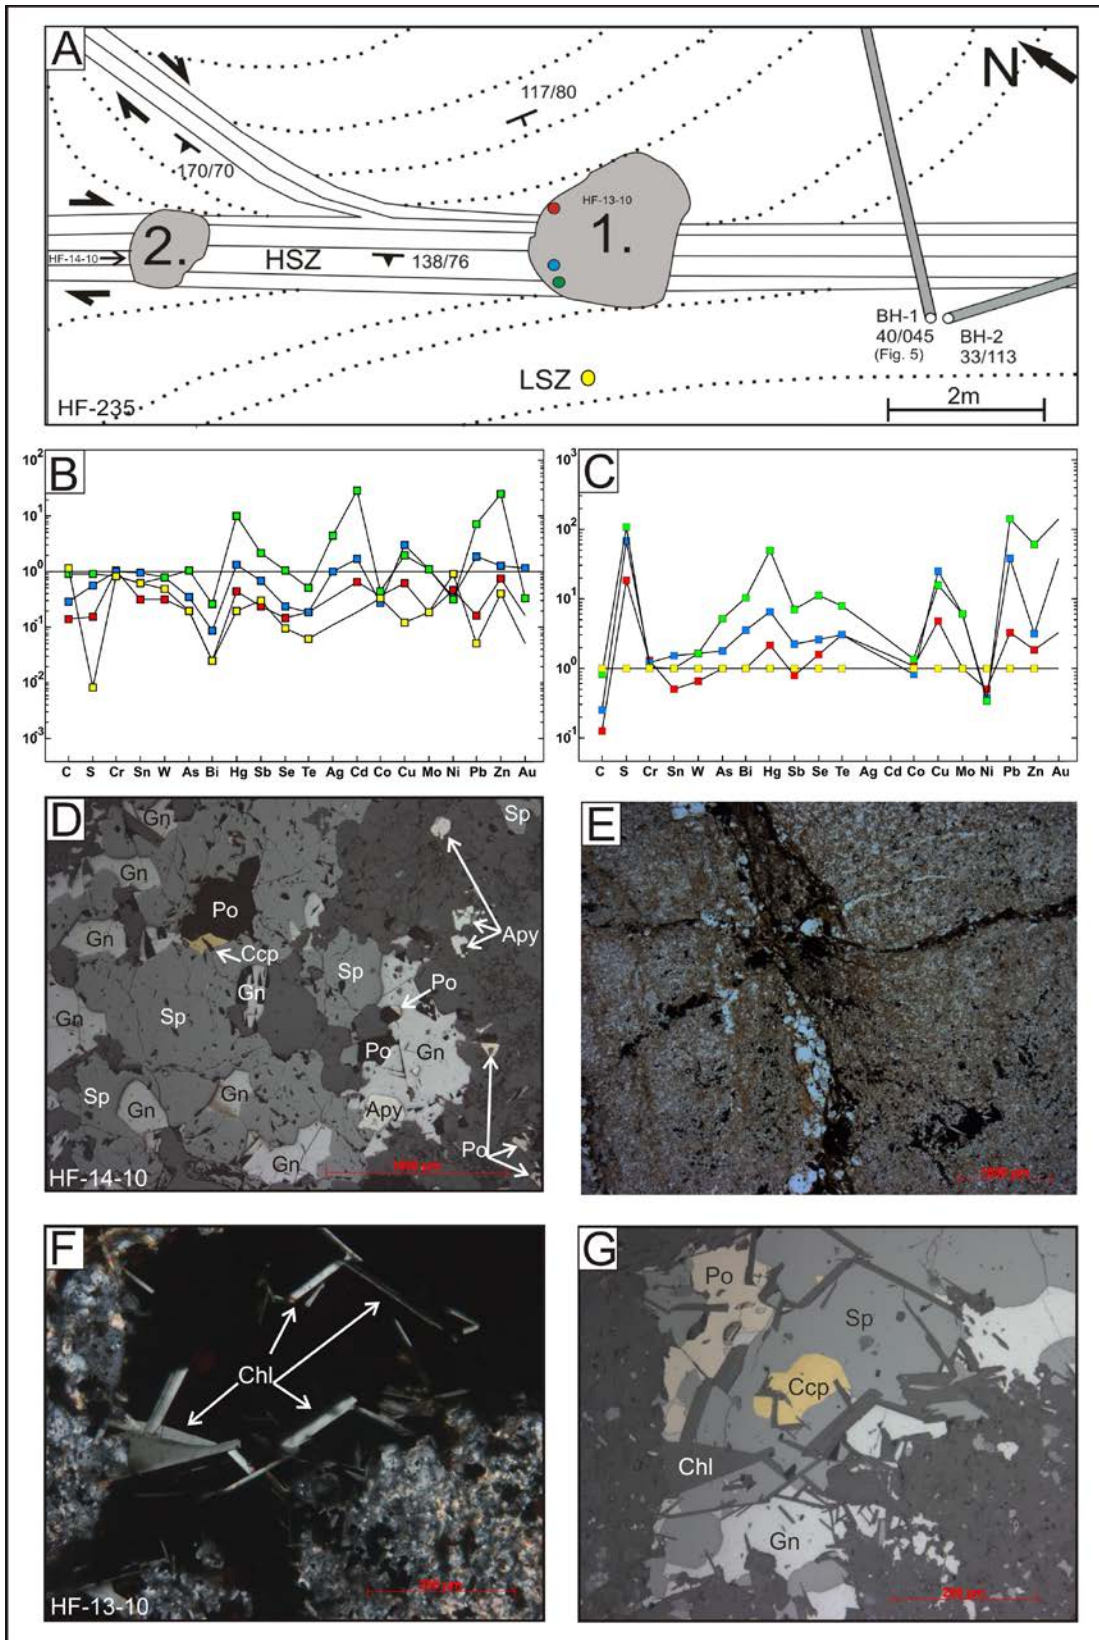 A
N
117/80
170/70
HF-13-10
1.
2.
HF-14-10
HSZ
138/76
BH-1
40/045
(Fig. 5)
BH-2
33/113
LSZ
2m
HF-235
B
10²
10¹
10⁰
10⁻¹
10²
10⁻³
C S Cr Sn W As Bi Hg Sb Se Te Ag Cd Co Cu Mo Ni Pb Zn Au
C
10³
10²
10¹
10⁰
10⁻¹
C S Cr Sn W As Bi Hg Sb Se Te Ag Cd Co Cu Mo Ni Pb Zn Au
D
Gn
Sp
Gn
Po
Apy
Gn
Ccp
Sp
Po
Gn
Gn
Sp
Po
Gn
Sp
Gn
Gn
Apy
Po
Gn
HF-14-10
E
F
Chl
HF-13-10
G
Po
Sp
Ccp
Chl
Gn